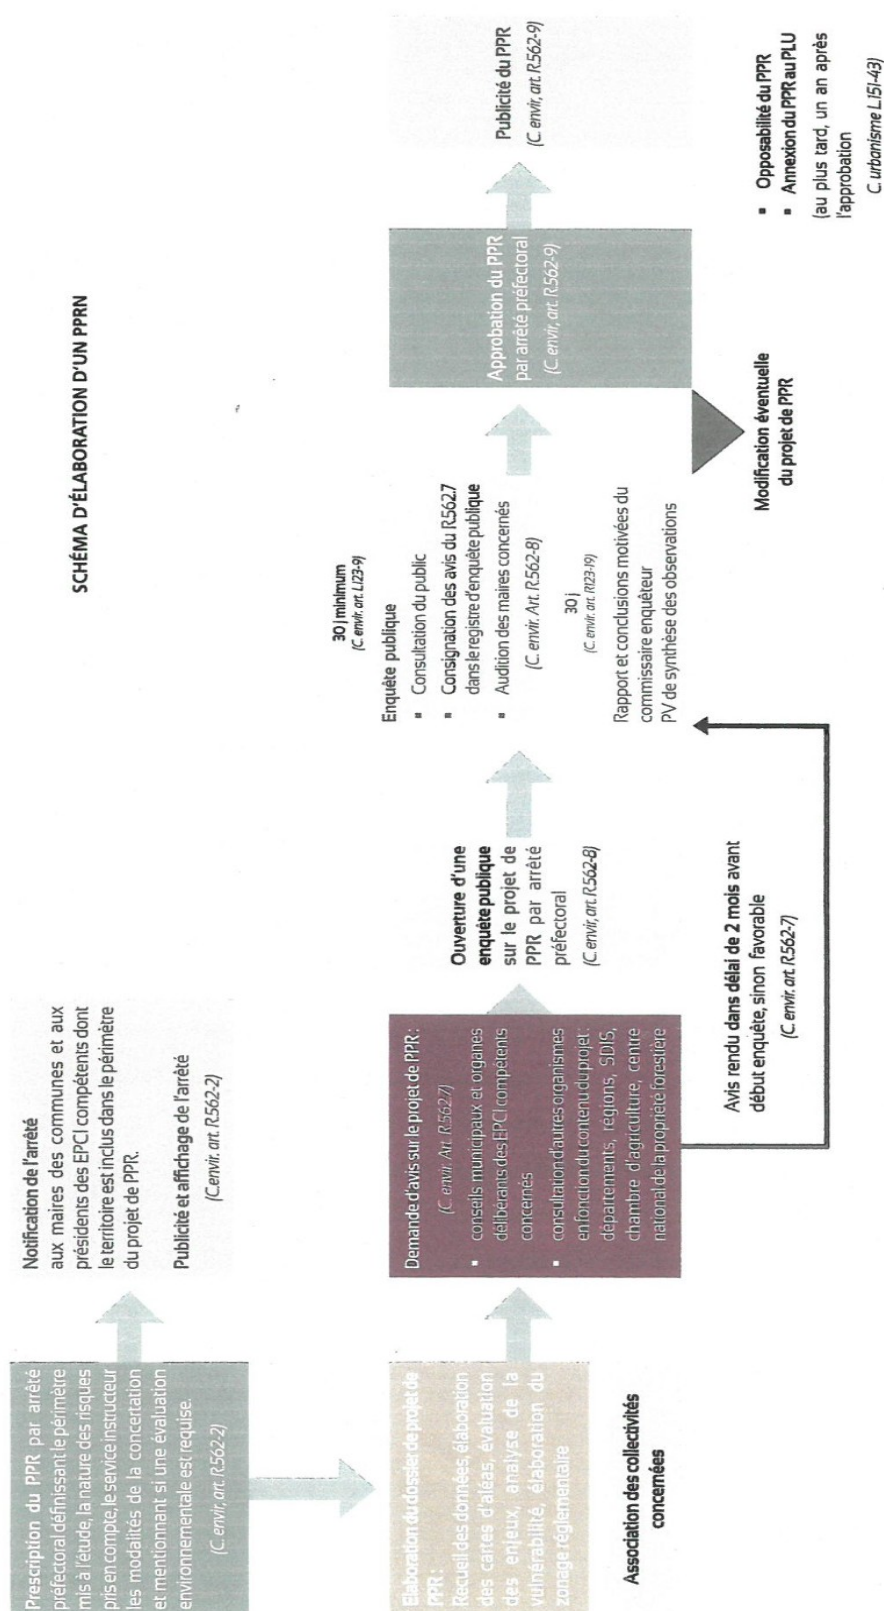 SCHÉMA D'ÉLABORATION D'UN PPRN
Prescription du PPR par arrêté
préfectoral définissant le périmètre
mis à l'étude, la nature des risques
pris en compte, le service instructeur
les modalités de la concertation
et mentionnant si une évaluation
environnementale est requise.
(C. envir, art. R.562-2)
Notification de l'arrêté
aux maires des communes et aux
présidents des EPCI compétents dont
le territoire est inclus dans le périmètre
du projet de PPR.
Publicité et affichage de l'arrêté
(C.envir. art. R.562-2)
Elaboration du dossier de projet de
PPR :
Recueil des données, élaboration
des cartes d'aléas, évaluation
des enjeux, analyse de la
vulnérabilité, élaboration du
zonage réglementaire
Association des collectivités
concernées
Demande d'avis sur le projet de PPR :
(C. envir. Art. R.562.7)
▪ conseils municipaux et organes
délibérants des EPCI compétents
concernés
▪ consultation d'autres organismes
en fonction du contenu du projet :
départements, régions, SDIS,
chambre d'agriculture, centre
national de la propriété forestière
Avis rendu dans délai de 2 mois avant
début enquête, sinon favorable
(C. envir. art. R.562-7)
Ouverture d'une
enquête publique
sur le projet de
PPR par arrêté
préfectoral
(C. envir, art. R.562-8)
30 j minimum
(C. envir. art. L.123-9)
Enquête publique
▪ Consultation du public
▪ Consignation des avis du R.562.7
dans le registre d'enquête publique
▪ Audition des maires concernés
(C. envir. Art. R.562-8)
30 j
(C. envir. art. R.123-19)
Rapport et conclusions motivées du
commissaire enquêteur
PV de synthèse des observations
Approbation du PPR
par arrêté préfectoral
(C. envir, art. R.562-9)
Modification éventuelle
du projet de PPR
Publicité du PPR
(C. envir, art. R.562-9)
▪ Opposabilité du PPR
▪ Annexion du PPR au PLU
(au plus tard, un an après
l'approbation
C. urbanisme L.151-43)